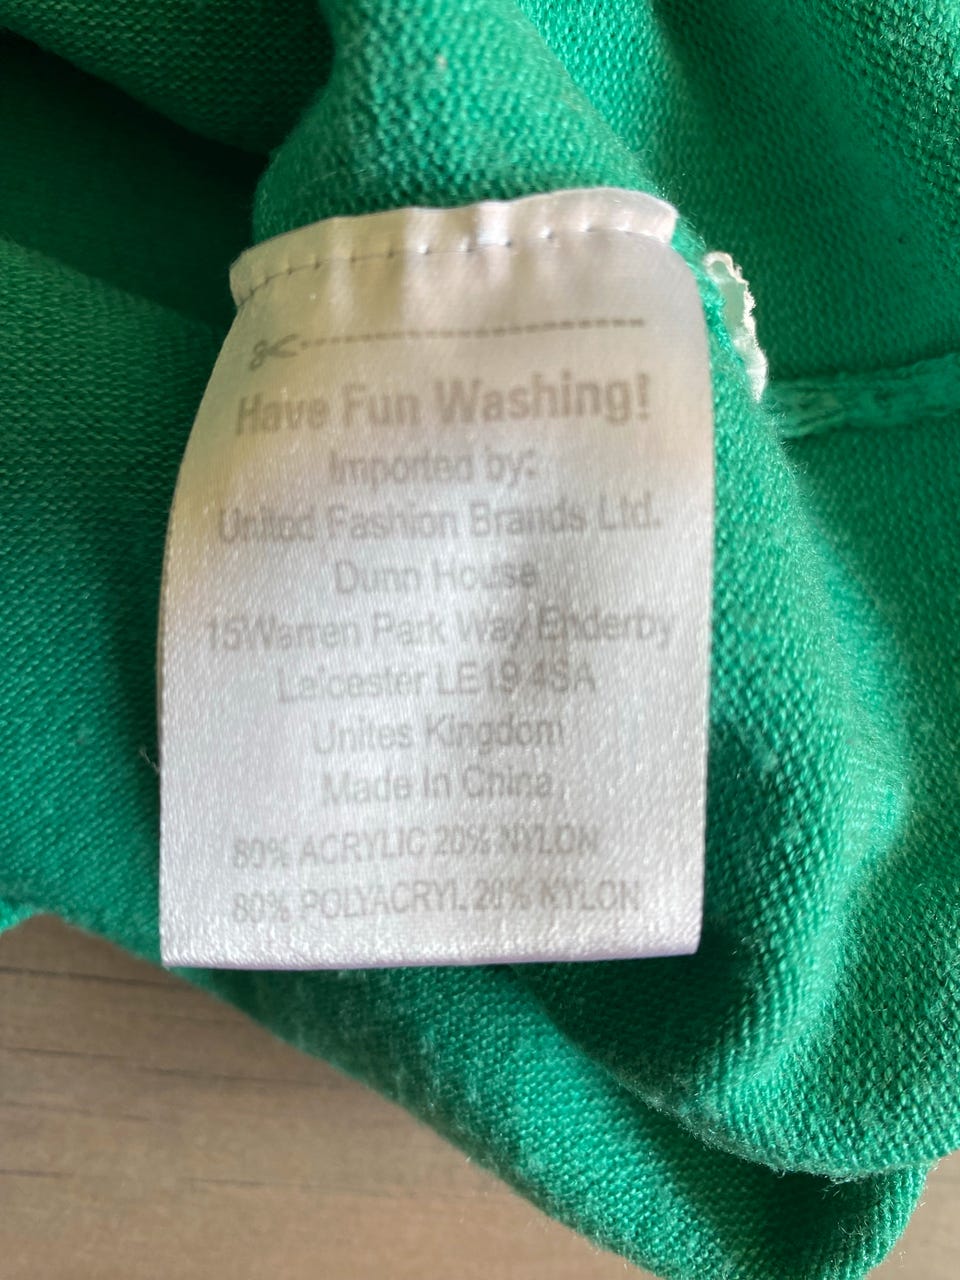 Have Fun Washing!
Imported by:
United Fashion Brands Ltd.
Dunn House
15Warren Park Way Enderby
Leicester LE19 4SA
Unites Kingdom
Made In China
80% ACRYLIC 20% NYLON
80% POLYACRYL 20% NYLON